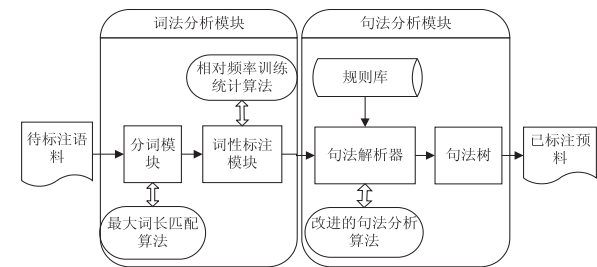 词法分析模块
句法分析模块
相对频率训练
统计算法
规则库
待标注语
料
分词模
块
词性标注
模块
句法解析器
句法树
已标注预
料
最大词长匹配
算法
改进的句法分析
算法